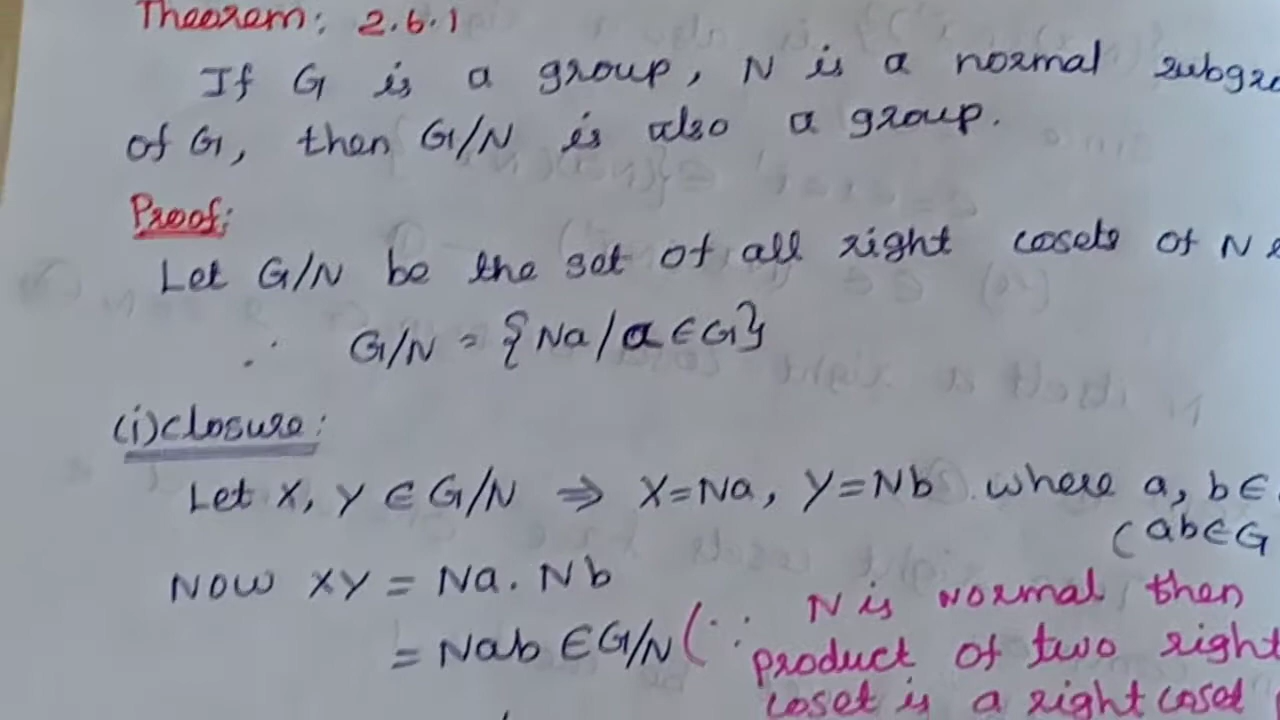 Theorem: 2.6.1
If G is a group, N is a normal subgro
of G, then G/N is also a group.
Proof:
Let G/N be the set of all right cosets of N
∴ G/N = {Na/a∈G}
(i)closure:
Let X, Y ∈ G/N ⇒ X=Na, Y=Nb where a, b∈
(ab∈G
Now XY = Na. Nb
= Nab ∈G/N (∵ N is normal, then
product of two right
coset is a right coset